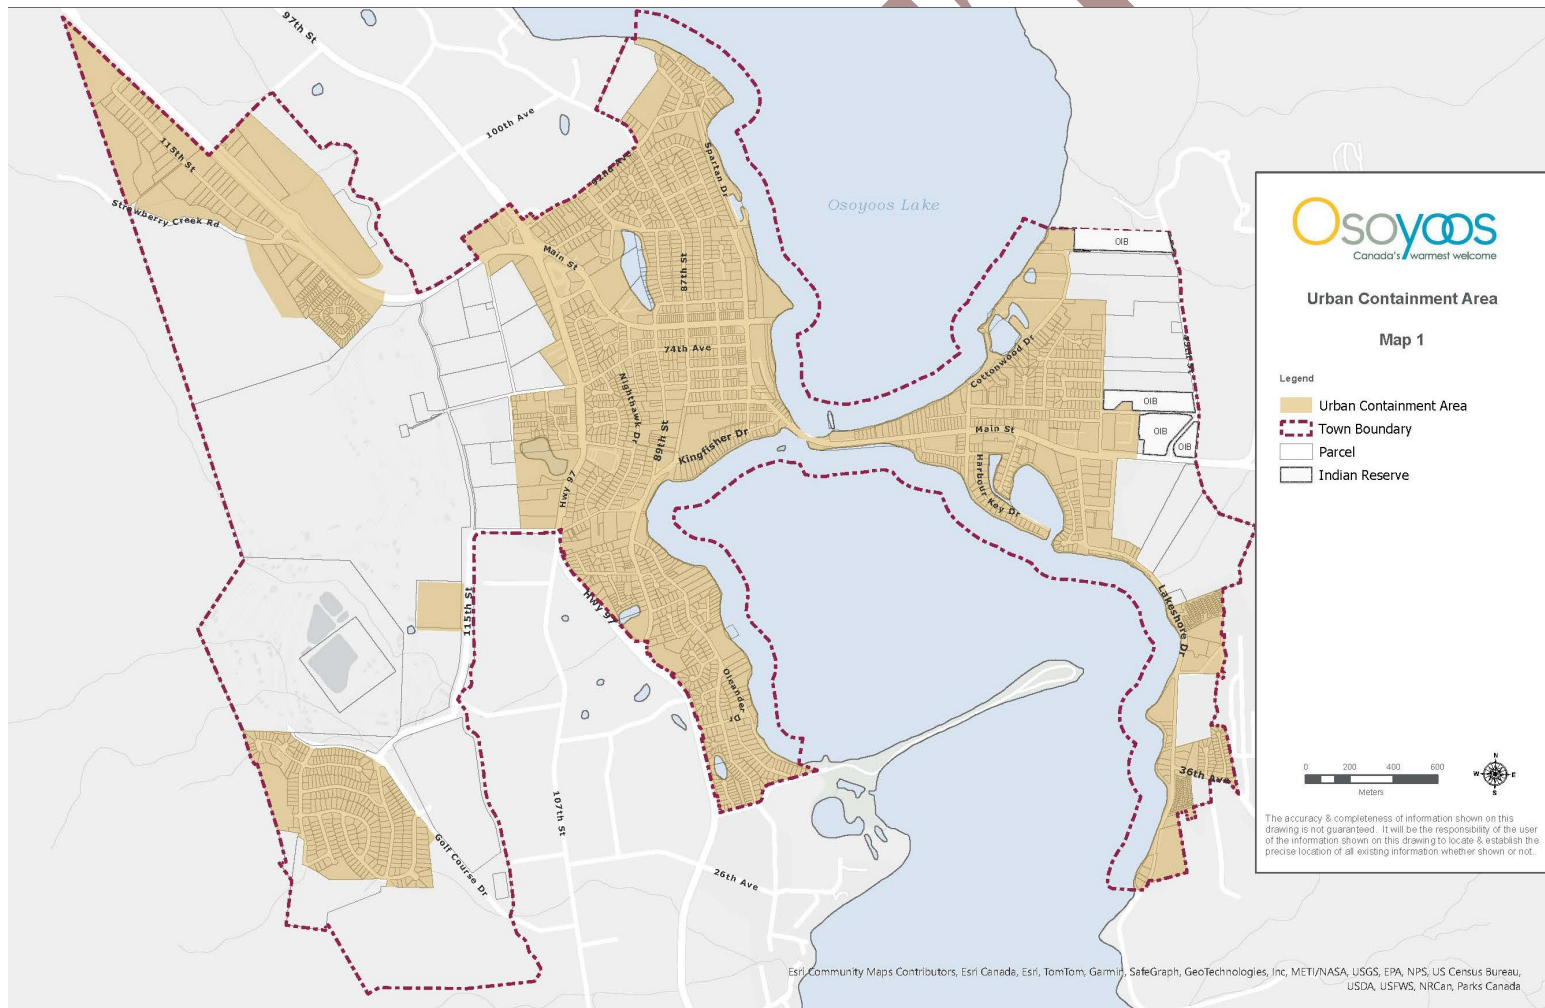 97th St
100th Ave
115th St
Strawberry Creek Rd
92nd Ave
Spartan Dr
Osoyoos Lake
Main St
87th St
74th Ave
Nighthawk Dr
89th St
Kingfisher Dr
Hwy 97
Cottonwood Dr
Main St
Harbour Key Dr
45th St
OIB
OIB
OIB
OIB
115th St
Hwy 97
Oleander Dr
Lakeshore Dr
36th Ave
107th St
Golf Course Dr
26th Ave
Osoyoos
Canada's warmest welcome
Urban Containment Area
Map 1
Legend
Urban Containment Area
Town Boundary
Parcel
Indian Reserve
0 200 400 600
Meters
N
W E
S
The accuracy & completeness of information shown on this
drawing is not guaranteed. It will be the responsibility of the user
of the information shown on this drawing to locate & establish the
precise location of all existing information whether shown or not.
Esri Community Maps Contributors, Esri Canada, Esri, TomTom, Garmin, SafeGraph, GeoTechnologies, Inc, METI/NASA, USGS, EPA, NPS, US Census Bureau,
USDA, USFWS, NRCan, Parks Canada